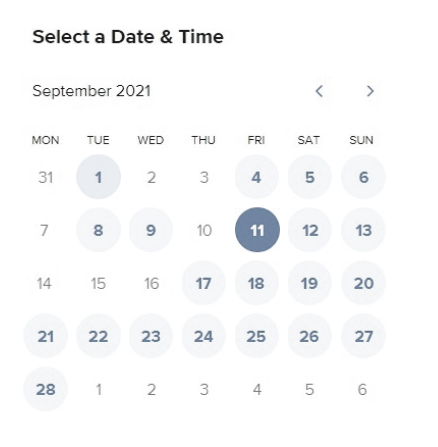 Select a Date & Time
September 2021
MON TUE WED THU FRI SAT SUN
31 1 2 3 4 5 6
7 8 9 10 11 12 13
14 15 16 17 18 19 20
21 22 23 24 25 26 27
28 1 2 3 4 5 6